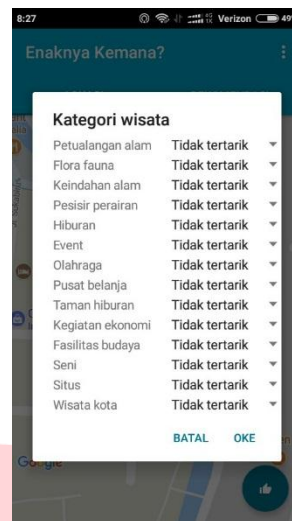 8:27 Verizon 49
Enaknya Kemana?
Kategori wisata
Petualangan alam Tidak tertarik
Flora fauna Tidak tertarik
Keindahan alam Tidak tertarik
Pesisir perairan Tidak tertarik
Hiburan Tidak tertarik
Event Tidak tertarik
Olahraga Tidak tertarik
Pusat belanja Tidak tertarik
Taman hiburan Tidak tertarik
Kegiatan ekonomi Tidak tertarik
Fasilitas budaya Tidak tertarik
Seni Tidak tertarik
Situs Tidak tertarik
Wisata kota Tidak tertarik
BATAL OKE
Google